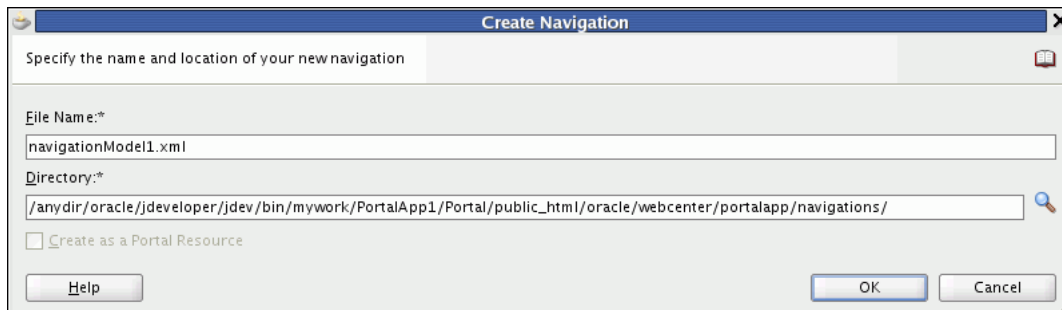 Create Navigation
Specify the name and location of your new navigation
File Name:*
navigationModel1.xml
Directory:*
/anydir/oracle/jdeveloper/jdev/bin/mywork/PortalApp1/Portal/public_html/oracle/webcenter/portalapp/navigations/
Create as a Portal Resource
Help OK Cancel